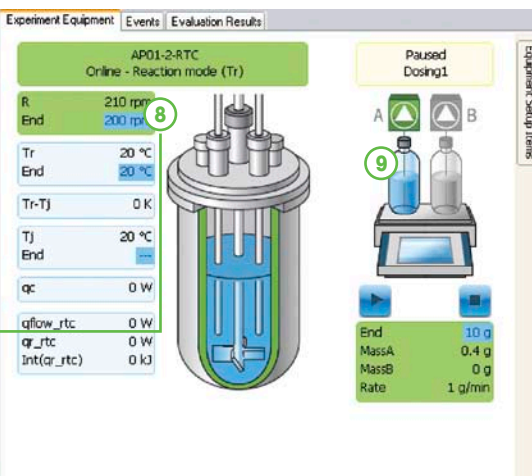 Experiment Equipment Events Evaluation Results
AP01-2-RTC
Online - Reaction mode (Tr)
R 210 rpm
End 200 rpm
8
Tr 20 °C
End 20 °C
Tr-Tj 0 K
Tj 20 °C
End ---
qc 0 W
qflow_rtc 0 W
qr_rtc 0 W
Int(qr_rtc) 0 kJ
Paused
Dosing1
A B
9
End 10 g
MassA 0.4 g
MassB 0 g
Rate 1 g/min
Equipment Setup Items